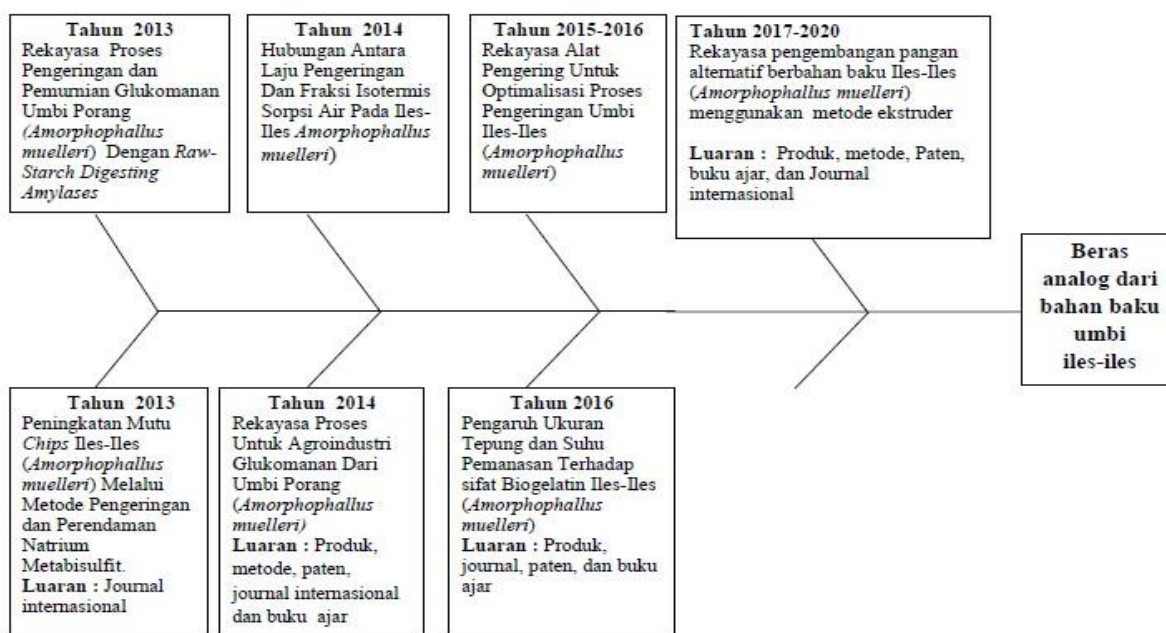 Tahun 2013
Rekayasa Proses
Pengeringan dan
Pemurnian Glukomanan
Umbi Porang
(Amorphophallus
muelleri) Dengan Raw-
Starch Digesting
Amylases
Tahun 2014
Hubungan Antara
Laju Pengeringan
Dan Fraksi Isotermis
Sorpsi Air Pada Iles-
Iles Amorphophallus
muelleri)
Tahun 2015-2016
Rekayasa Alat
Pengering Untuk
Optimalisasi Proses
Pengeringan Umbi
Iles-Iles
(Amorphophallus
muelleri)
Tahun 2017-2020
Rekayasa pengembangan pangan
alternatif berbahan baku Iles-Iles
(Amorphophallus muelleri)
menggunakan metode ekstruder
Luaran : Produk, metode, Paten,
buku ajar, dan Journal
internasional
Beras
analog dari
bahan baku
umbi
iles-iles
Tahun 2013
Peningkatan Mutu
Chips Iles-Iles
(Amorphophallus
muelleri) Melalui
Metode Pengeringan
dan Perendaman
Natrium
Metabisulfit.
Luaran : Journal
internasional
Tahun 2014
Rekayasa Proses
Untuk Agroindustri
Glukomanan Dari
Umbi Porang
(Amorphophallus
muelleri)
Luaran : Produk,
metode, paten,
journal internasional
dan buku ajar
Tahun 2016
Pengaruh Ukuran
Tepung dan Suhu
Pemanasan Terhadap
sifat Biogelatin Iles-Iles
(Amorphophallus
muelleri)
Luaran : Produk,
journal, paten, dan buku
ajar